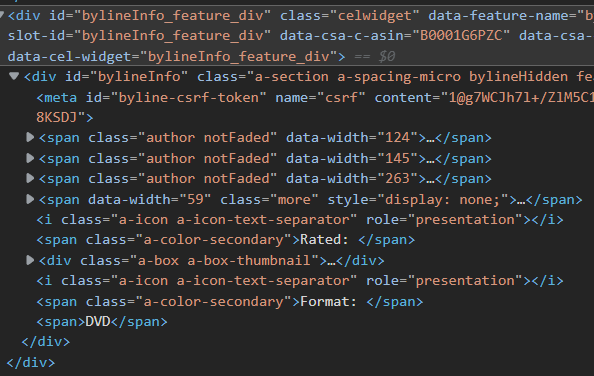 <div id="bylineInfo_feature_div" class="celwidget" data-feature-name="b
slot-id="bylineInfo_feature_div" data-csa-c-asin="B0001G6PZC" data-csa-
data-cel-widget="bylineInfo_feature_div"> == $0
<div id="bylineInfo" class="a-section a-spacing-micro bylineHidden fe
<meta id="byline-csrf-token" name="csrf" content="1@g7WCJh7l+/ZlM5C1
8KSDJ">
<span class="author notFaded" data-width="124">…</span>
<span class="author notFaded" data-width="145">…</span>
<span class="author notFaded" data-width="263">…</span>
<span data-width="59" class="more" style="display: none;">…</span>
<i class="a-icon a-icon-text-separator" role="presentation"></i>
<span class="a-color-secondary">Rated: </span>
<div class="a-box a-box-thumbnail">…</div>
<i class="a-icon a-icon-text-separator" role="presentation"></i>
<span class="a-color-secondary">Format: </span>
<span>DVD</span>
</div>
</div>